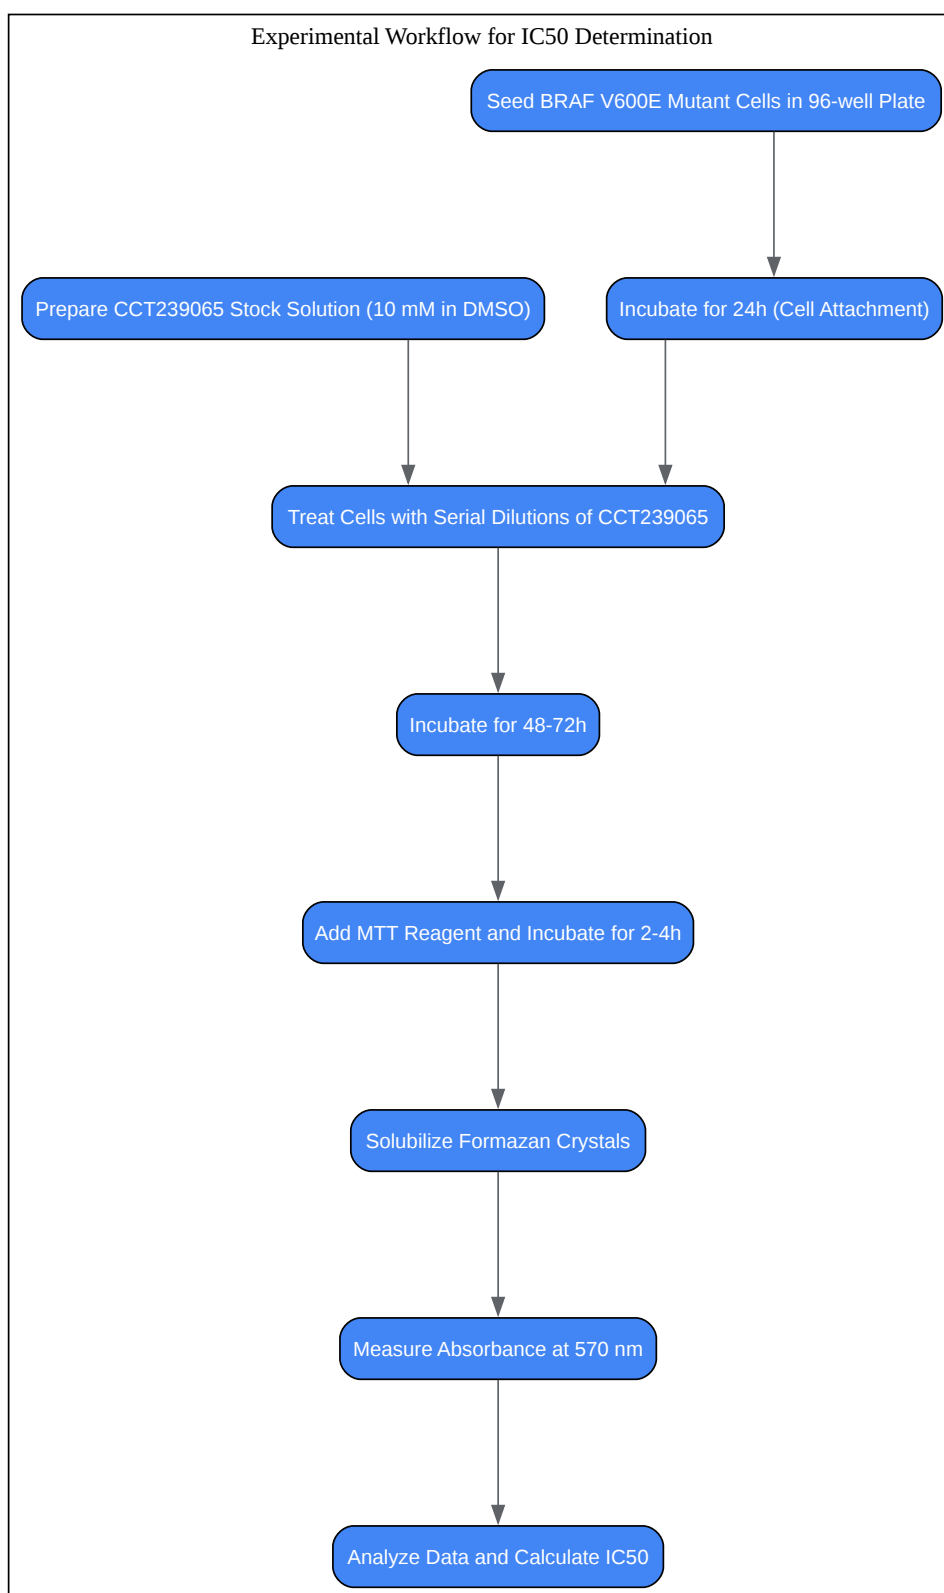 Experimental Workflow for IC50 Determination
Seed BRAF V600E Mutant Cells in 96-well Plate
Prepare CCT239065 Stock Solution (10 mM in DMSO)
Incubate for 24h (Cell Attachment)
Treat Cells with Serial Dilutions of CCT239065
Incubate for 48-72h
Add MTT Reagent and Incubate for 2-4h
Solubilize Formazan Crystals
Measure Absorbance at 570 nm
Analyze Data and Calculate IC50